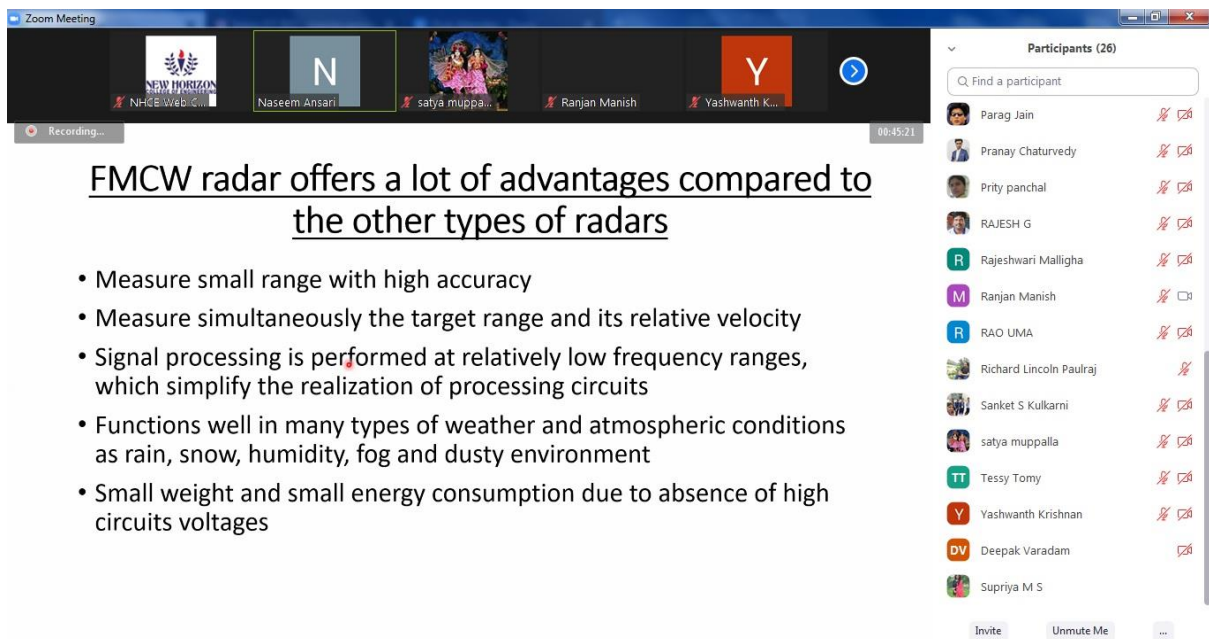 Zoom Meeting
NEW HORIZON
NHCE Web C...
N
Naseem Ansari
satya muppa...
Ranjan Manish
Y
Yashwanth K...
Recording...
00:45:21
FMCW radar offers a lot of advantages compared to
the other types of radars
• Measure small range with high accuracy
• Measure simultaneously the target range and its relative velocity
• Signal processing is performed at relatively low frequency ranges,
which simplify the realization of processing circuits
• Functions well in many types of weather and atmospheric conditions
as rain, snow, humidity, fog and dusty environment
• Small weight and small energy consumption due to absence of high
circuits voltages
Participants (26)
Find a participant
Parag Jain
Pranay Chaturvedy
Prity panchal
RAJESH G
R Rajeshwari Malligha
M Ranjan Manish
R RAO UMA
Richard Lincoln Paulraj
Sanket S Kulkarni
satya muppalla
TT Tessy Tomy
Y Yashwanth Krishnan
DV Deepak Varadam
Supriya M S
Invite Unmute Me ...